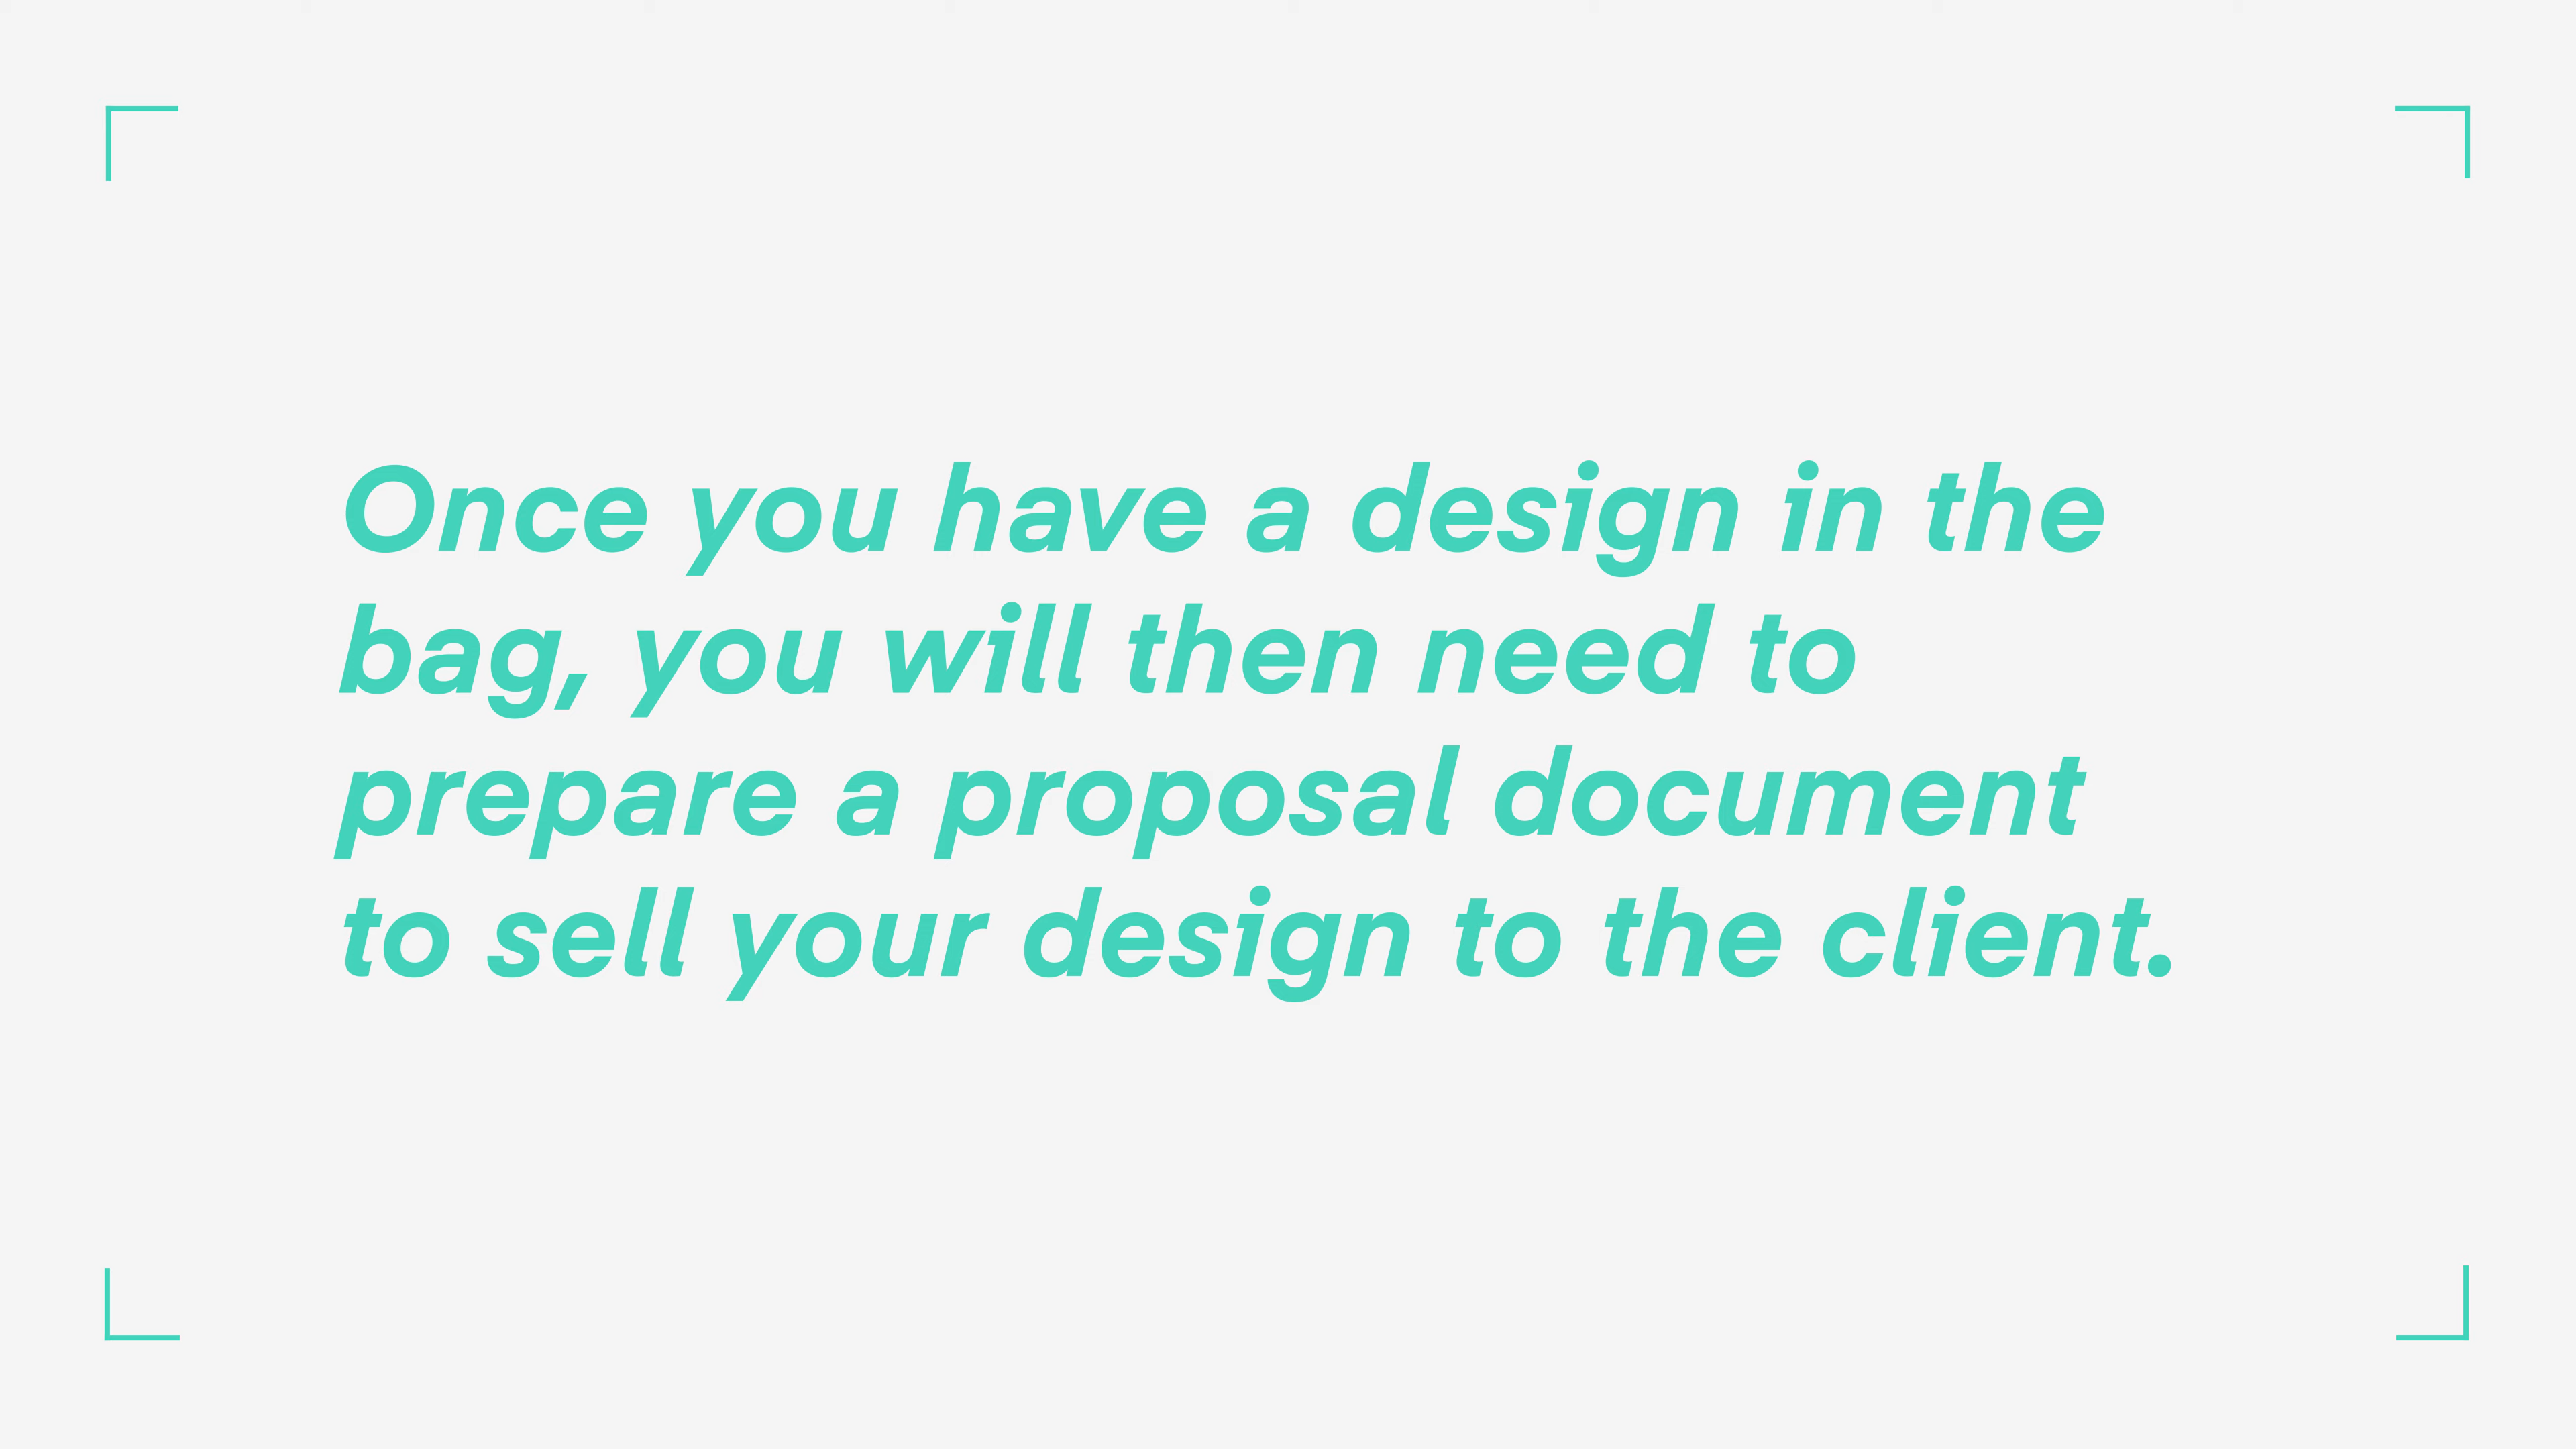 Once you have a design in the
bag, you will then need to
prepare a proposal document
to sell your design to the client.